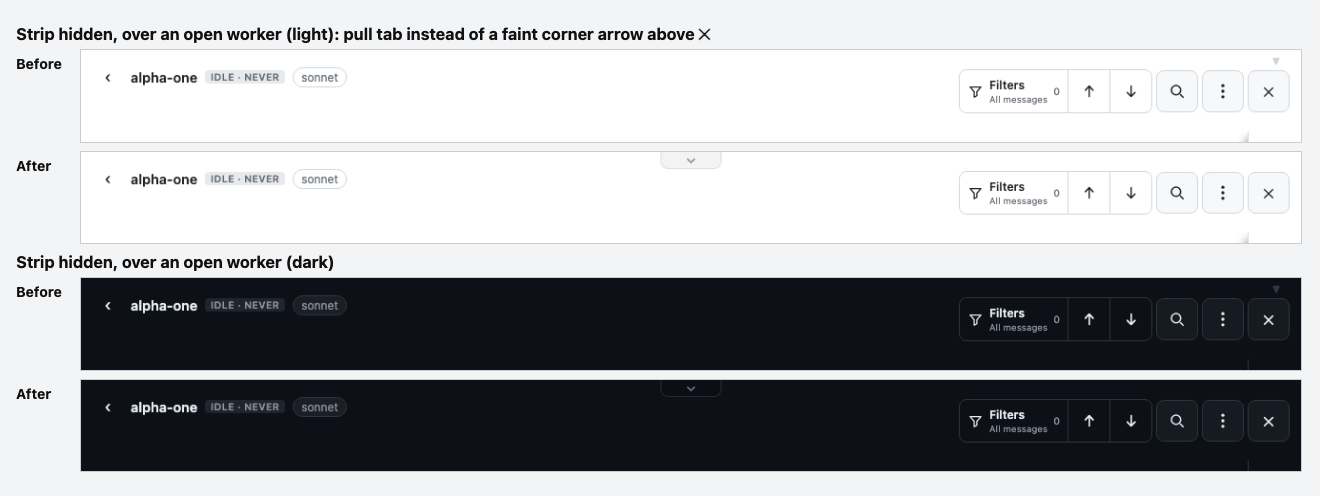 Strip hidden, over an open worker (light): pull tab instead of a faint corner arrow above ✕
Before
‹ alpha-one IDLE · NEVER sonnet Filters All messages 0 ↑ ↓ ⋮ ✕
After
‹ alpha-one IDLE · NEVER sonnet Filters All messages 0 ↑ ↓ ⋮ ✕
Strip hidden, over an open worker (dark)
Before
‹ alpha-one IDLE · NEVER sonnet Filters All messages 0 ↑ ↓ ⋮ ✕
After
‹ alpha-one IDLE · NEVER sonnet Filters All messages 0 ↑ ↓ ⋮ ✕